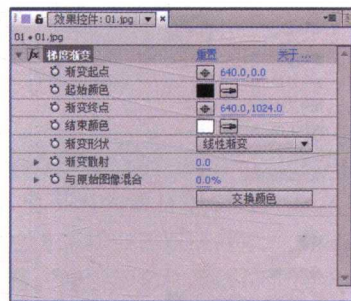 效果控件: 01.jpg
01 • 01.jpg
fx 梯度渐变 重置 关于...
渐变起点 640.0,0.0
起始颜色
渐变终点 640.0,1024.0
结束颜色
渐变形状 线性渐变
渐变散射 0.0
与原始图像混合 0.0%
交换颜色